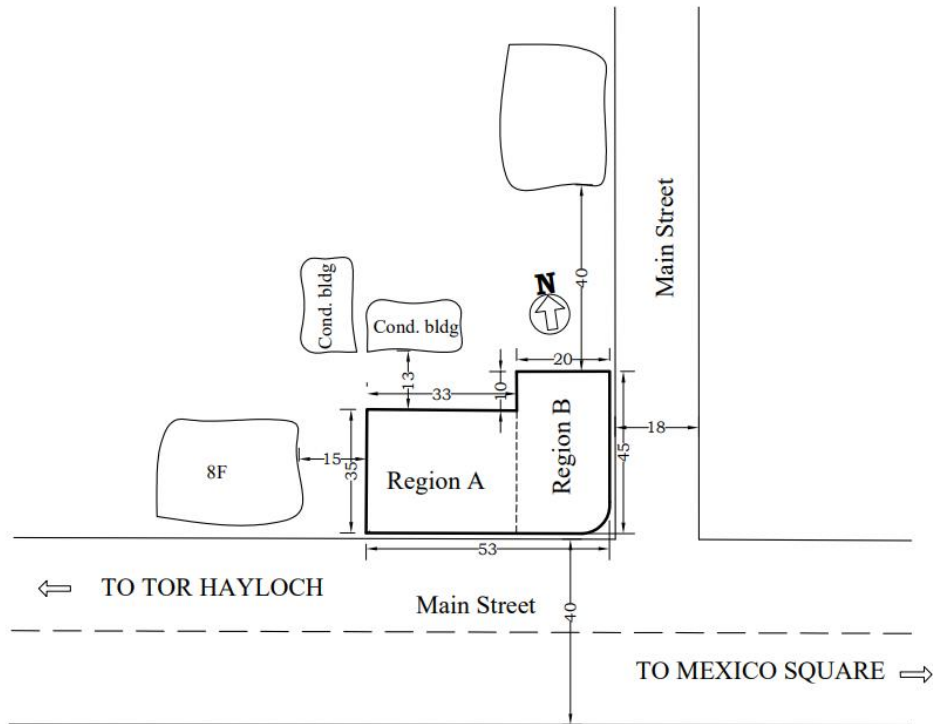 Main Street
40
N
Cond. bldg
Cond. bldg
20
13
10
33
Region B
18
45
8F
15
35
Region A
53
TO TOR HAYLOCH
Main Street
40
TO MEXICO SQUARE